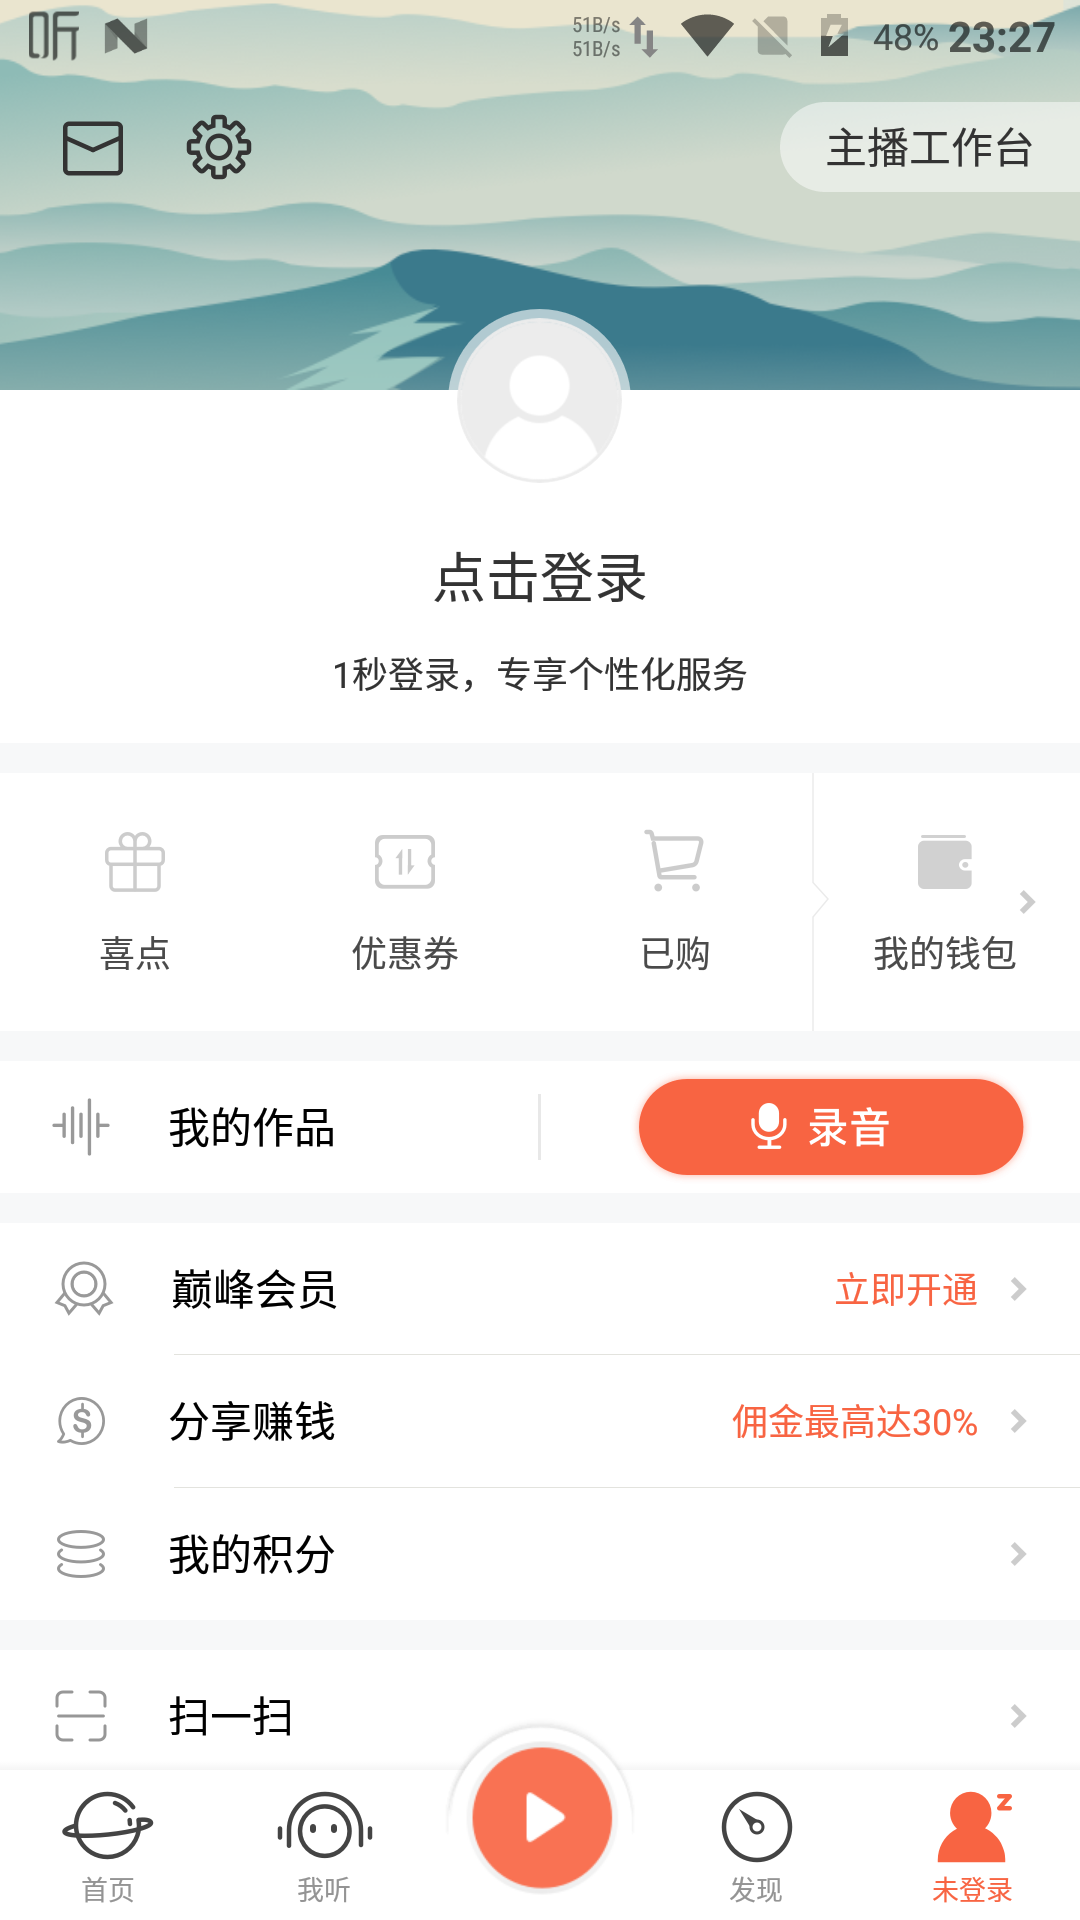 听
51B/s
51B/s
48% 23:27
主播工作台
点击登录
1秒登录，专享个性化服务
喜点 优惠券 已购 我的钱包
我的作品 录音
巅峰会员 立即开通
分享赚钱 佣金最高达30%
我的积分
扫一扫
首页 我听 发现 未登录